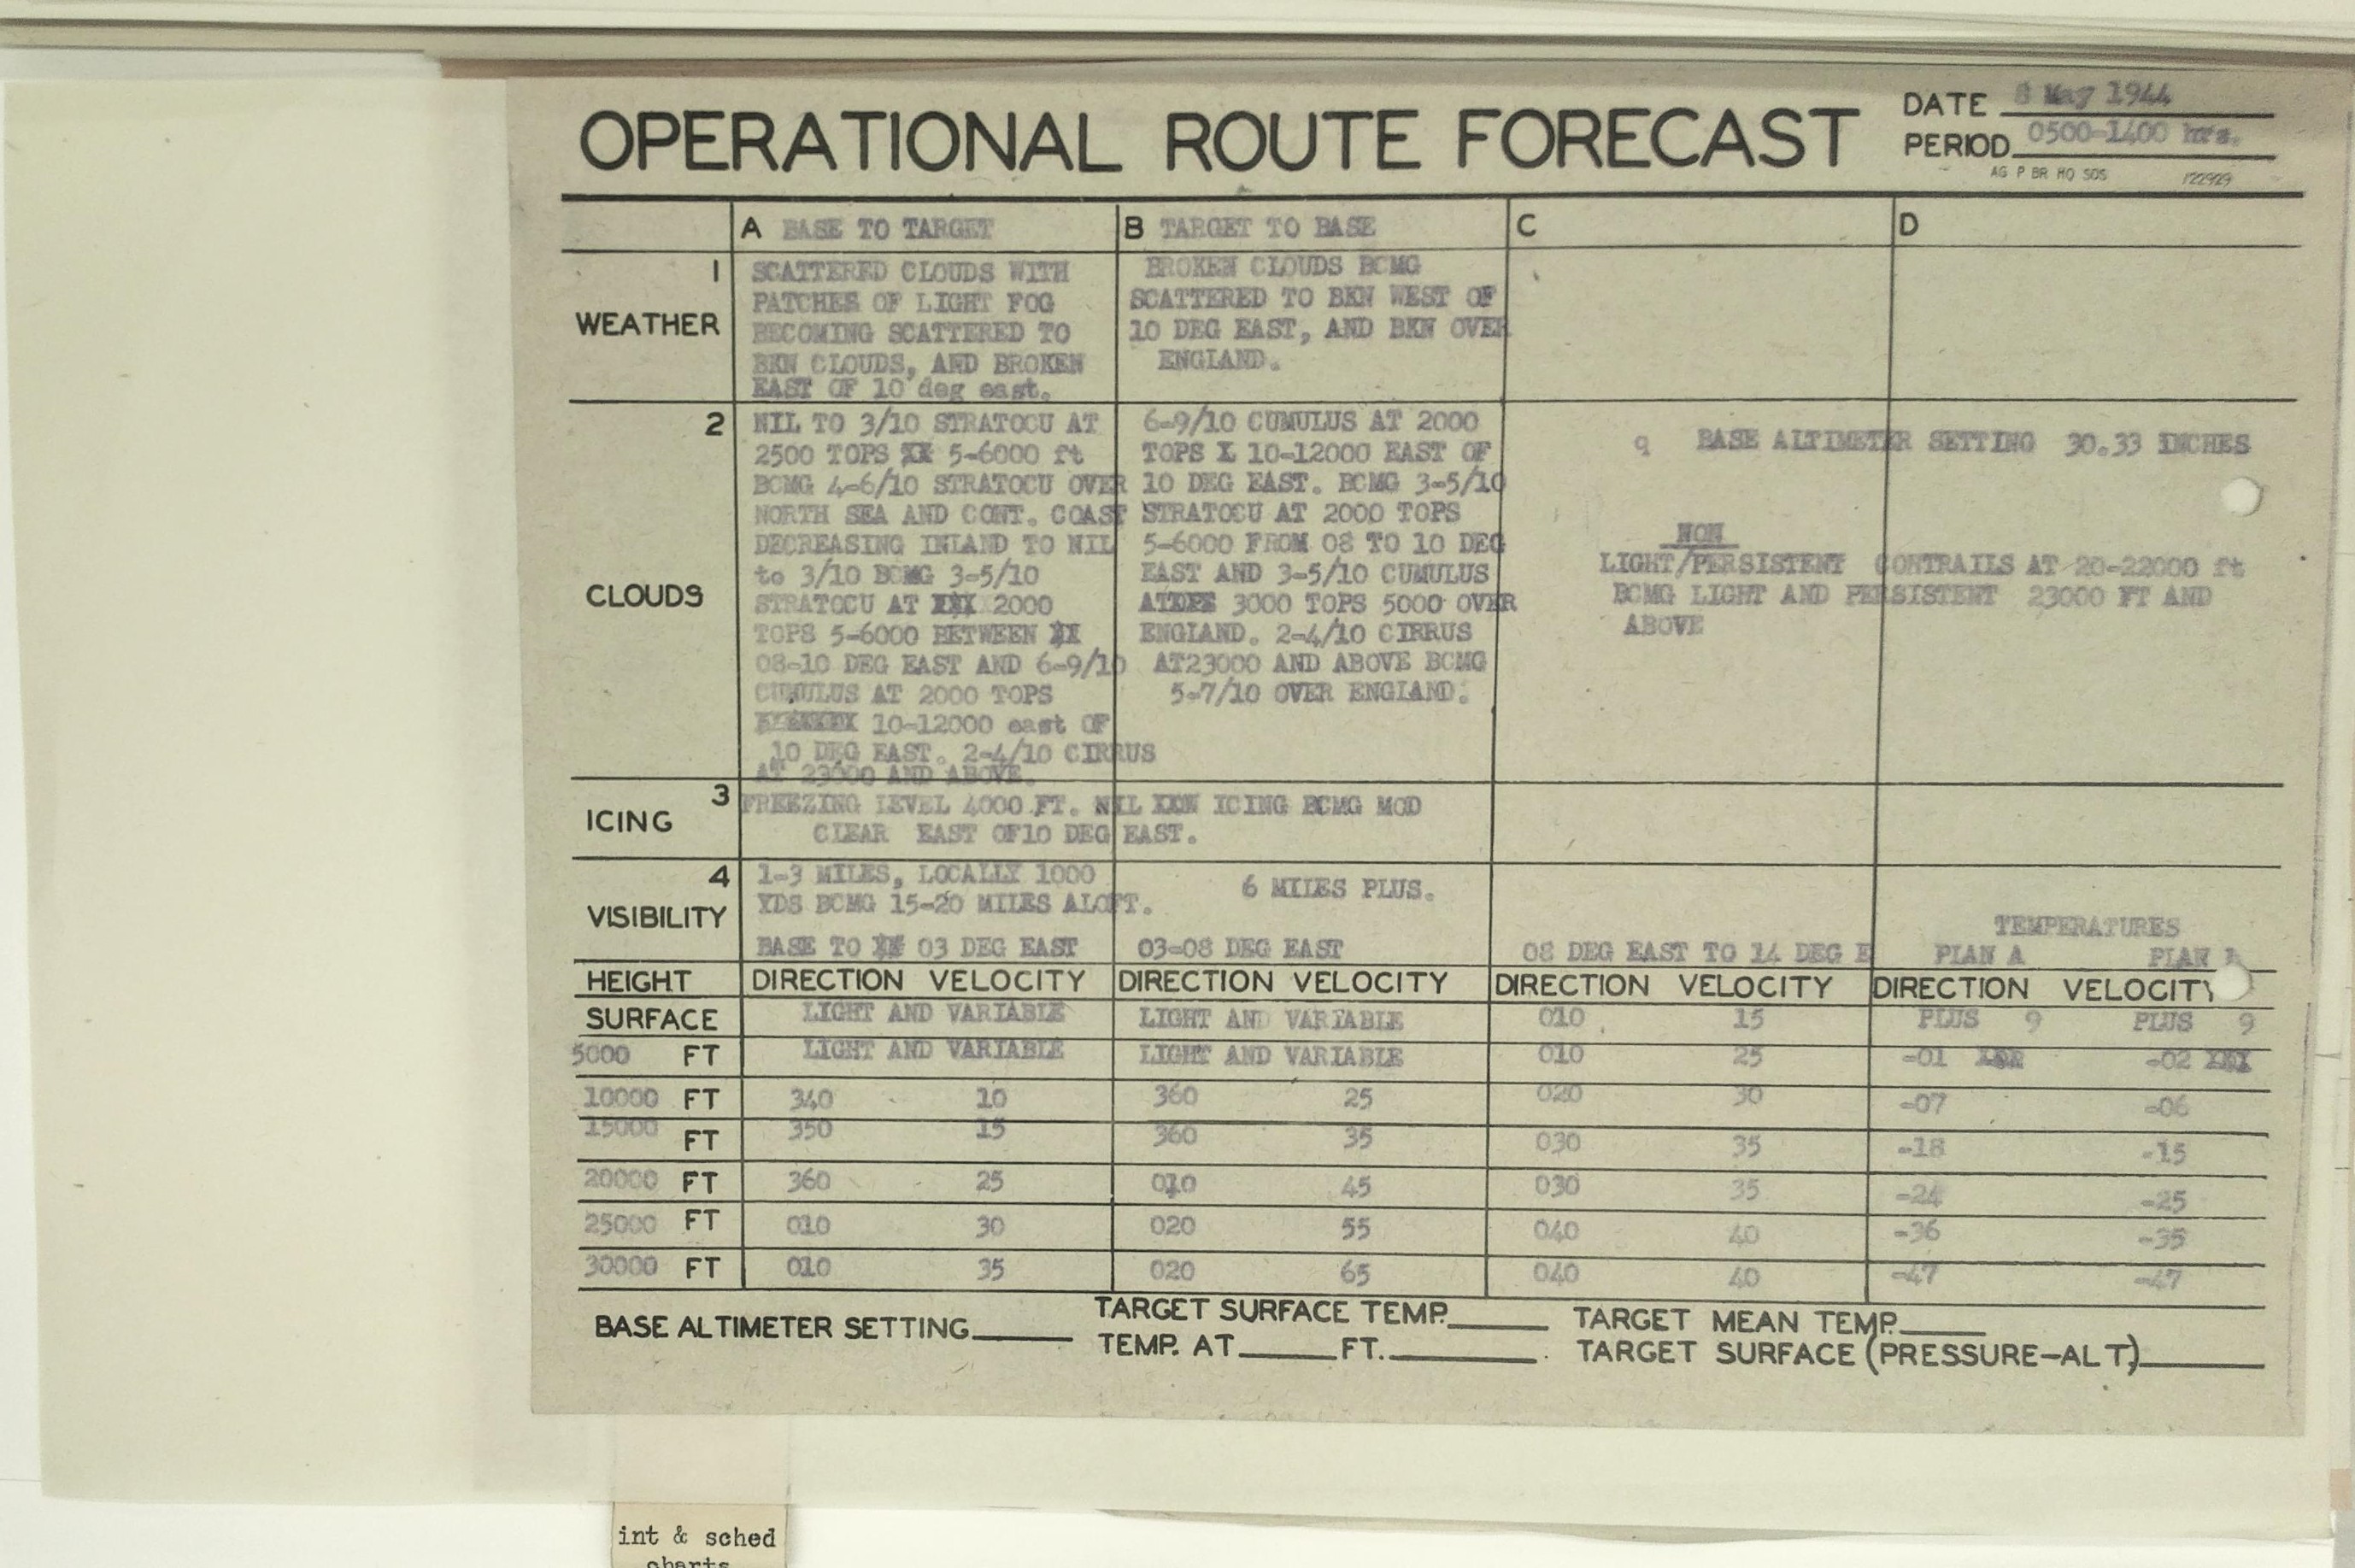 OPERATIONAL ROUTE FORECAST
DATE 8 May 1944
PERIOD 0500-1400 hrs.
AG P BR HQ SOS 122929
A BASE TO TARGET
B TARGET TO BASE
C
D
1
WEATHER
SCATTERED CLOUDS WITH
PATCHES OF LIGHT FOG
BECOMING SCATTERED TO
BKN CLOUDS, AND BROKEN
EAST OF 10 deg east.
BROKEN CLOUDS BCMG
SCATTERED TO BKN WEST OF
10 DEG EAST, AND BKN OVER
ENGLAND.
2
CLOUDS
NIL TO 3/10 STRATOCU AT
2500 TOPS 5-6000 ft
BCMG 4-6/10 STRATOCU OVER
NORTH SEA AND CONT. COAST
DECREASING INLAND TO NIL
to 3/10 BCMG 3-5/10
STRATOCU AT 2000
TOPS 5-6000 BETWEEN
08-10 DEG EAST AND 6-9/10
CUMULUS AT 2000 TOPS
10-12000 east OF
10 DEG EAST. 2-4/10 CIRRUS
AT 23000 AND ABOVE.
6-9/10 CUMULUS AT 2000
TOPS X 10-12000 EAST OF
10 DEG EAST. BCMG 3-5/10
STRATOCU AT 2000 TOPS
5-6000 FROM 08 TO 10 DEG
EAST AND 3-5/10 CUMULUS
AT 3000 TOPS 5000 OVER
ENGLAND. 2-4/10 CIRRUS
AT23000 AND ABOVE BCMG
5-7/10 OVER ENGLAND.
q BASE ALTIMETER SETTING 30.33 INCHES
NON
LIGHT/PERSISTENT CONTRAILS AT 20-22000 ft
BCMG LIGHT AND PERSISTENT 23000 FT AND
ABOVE
3
ICING
FREEZING LEVEL 4000 FT. NIL ICING BCMG MOD
CLEAR EAST OF10 DEG EAST.
4
VISIBILITY
1-3 MILES, LOCALLY 1000
YDS BCMG 15-20 MILES ALOFT.
6 MILES PLUS.
TEMPERATURES
BASE TO 03 DEG EAST 03-08 DEG EAST 08 DEG EAST TO 14 DEG E PLAN A PLAN
HEIGHT DIRECTION VELOCITY DIRECTION VELOCITY DIRECTION VELOCITY DIRECTION VELOCITY
SURFACE LIGHT AND VARIABLE LIGHT AND VARIABLE 010 15 PLUS 9 PLUS 9
5000 FT LIGHT AND VARIABLE LIGHT AND VARIABLE 010 25 -01 -02
10000 FT 340 10 360 25 020 30 -07 -06
15000 FT 350 15 360 35 030 35 -18 -15
20000 FT 360 25 010 45 030 35 -24 -25
25000 FT 010 30 020 55 040 40 -36 -35
30000 FT 010 35 020 65 040 40 -47 -47
BASE ALTIMETER SETTING
TARGET SURFACE TEMP.
TARGET MEAN TEMP.
TEMP. AT FT.
TARGET SURFACE (PRESSURE-ALT.)
int & sched
charts